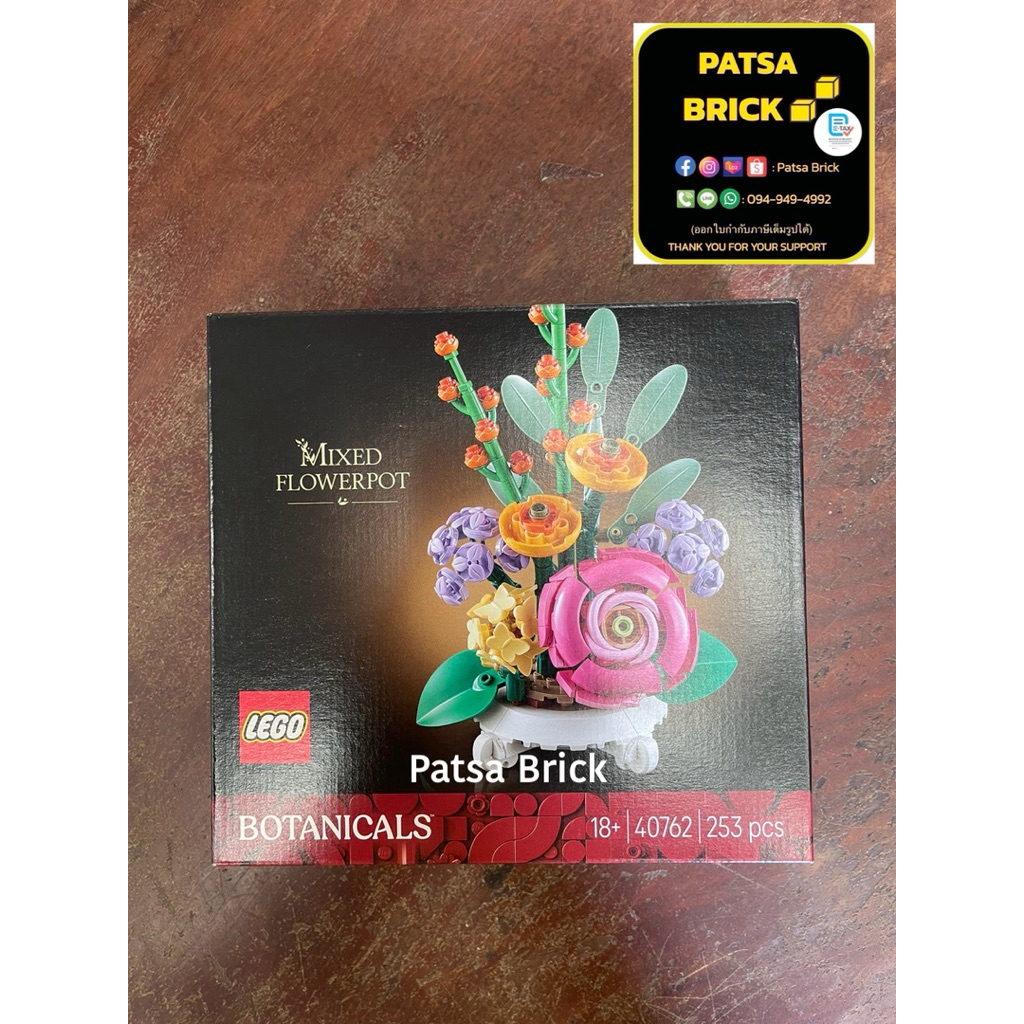 PATSA
BRICK
E-TAX
: Patsa Brick
: 094-949-4992
(ออกใบกำกับภาษีเต็มรูปได้)
THANK YOU FOR YOUR SUPPORT
MIXED
FLOWERPOT
LEGO
Patsa Brick
BOTANICALS
18+ | 40762 | 253 pcs